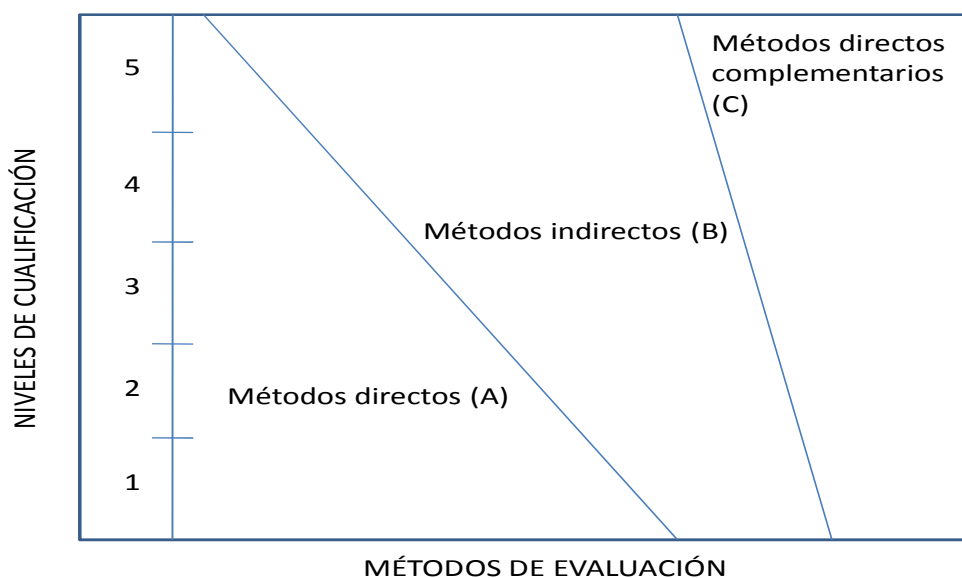 NIVELES DE CUALIFICACIÓN
5
4
3
2
1
Métodos directos
complementarios
(C)
Métodos indirectos (B)
Métodos directos (A)
MÉTODOS DE EVALUACIÓN